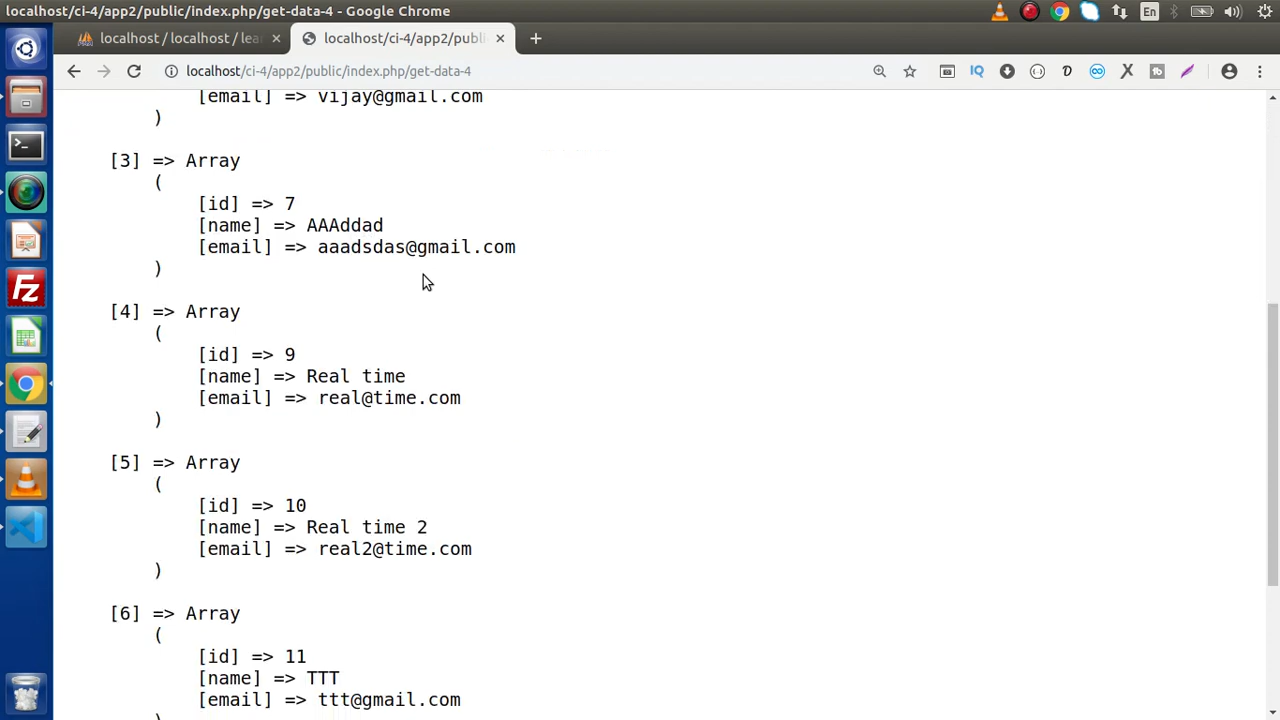 localhost/ci-4/app2/public/index.php/get-data-4 - Google Chrome
En
localhost / localhost / lea
localhost/ci-4/app2/publ
localhost/ci-4/app2/public/index.php/get-data-4
IQ
[email] => vijay@gmail.com
)
[3] => Array
(
[id] => 7
[name] => AAAddad
[email] => aaadsdas@gmail.com
)
[4] => Array
(
[id] => 9
[name] => Real time
[email] => real@time.com
)
[5] => Array
(
[id] => 10
[name] => Real time 2
[email] => real2@time.com
)
[6] => Array
(
[id] => 11
[name] => TTT
[email] => ttt@gmail.com
)